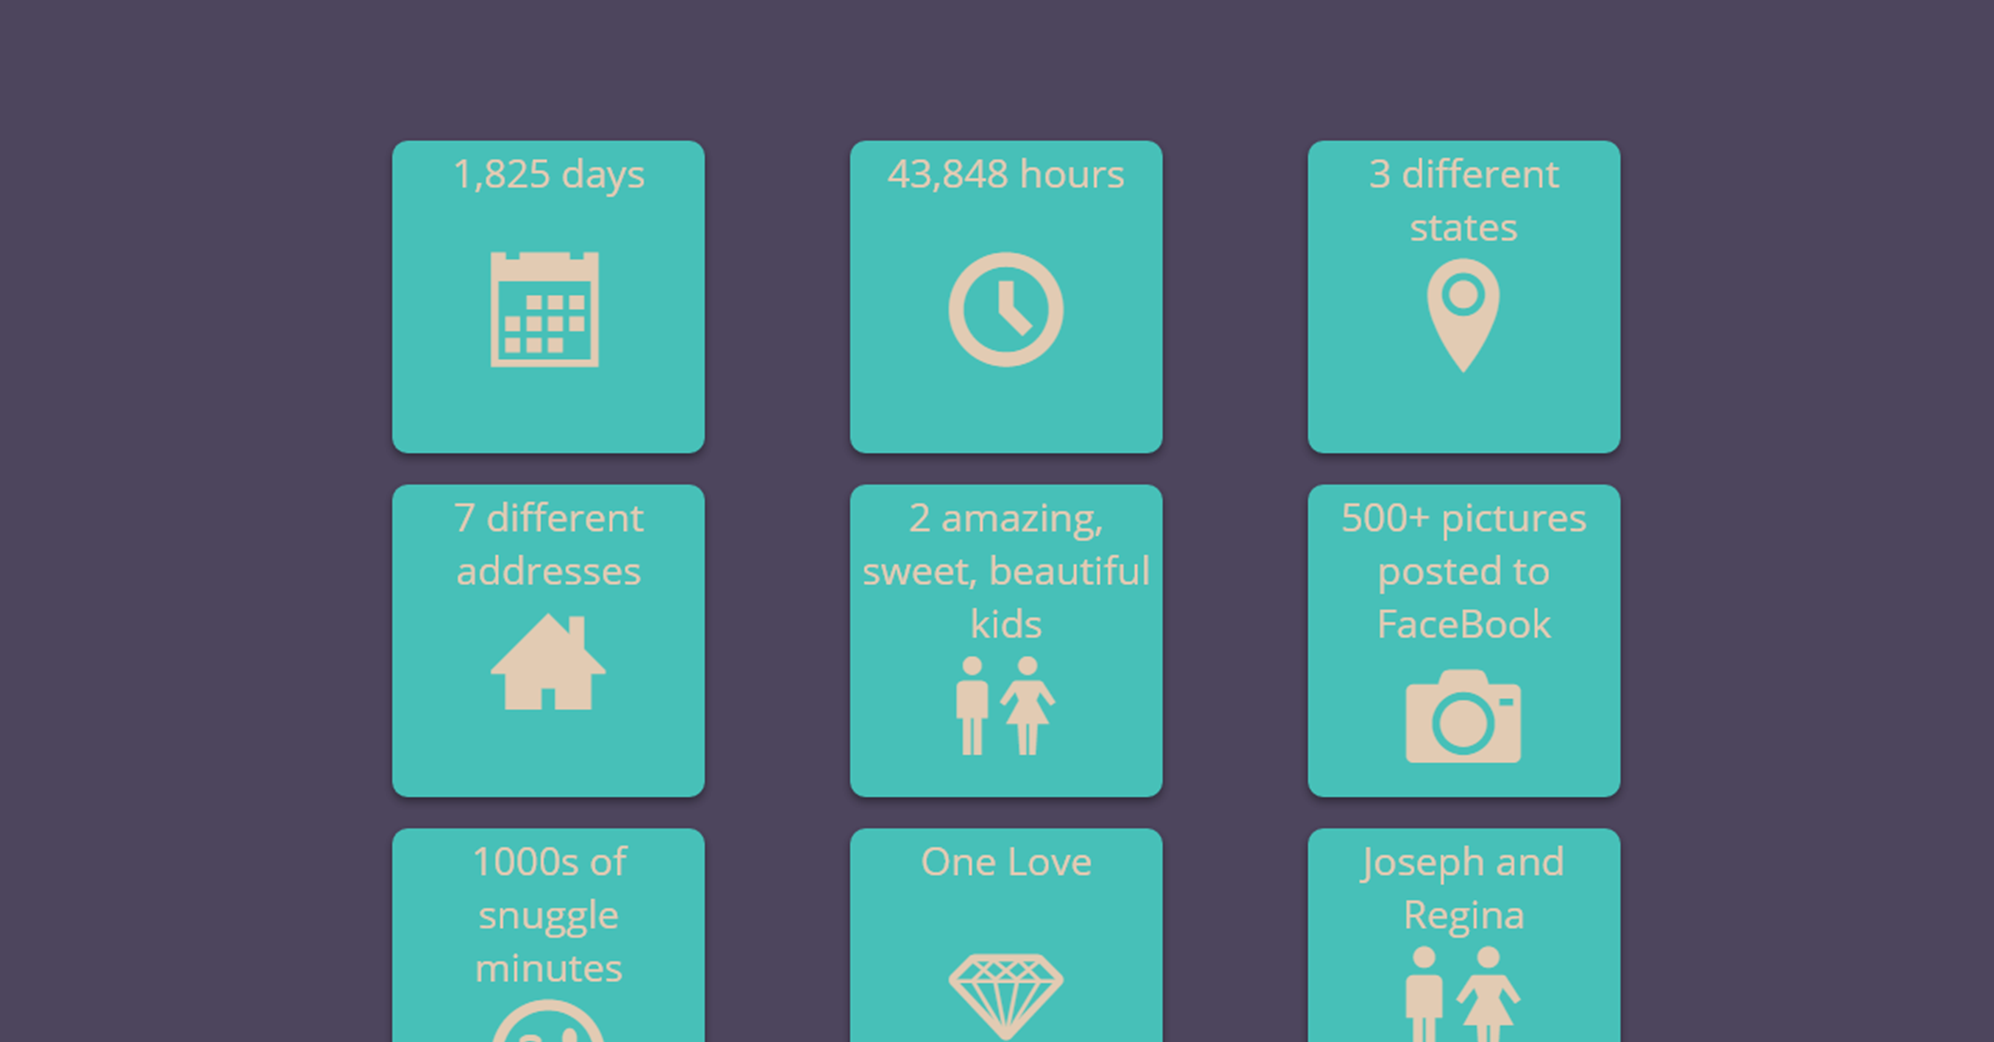 1,825 days
43,848 hours
3 different
states
7 different
addresses
2 amazing,
sweet, beautiful
kids
500+ pictures
posted to
FaceBook
1000s of
snuggle
minutes
One Love
Joseph and
Regina